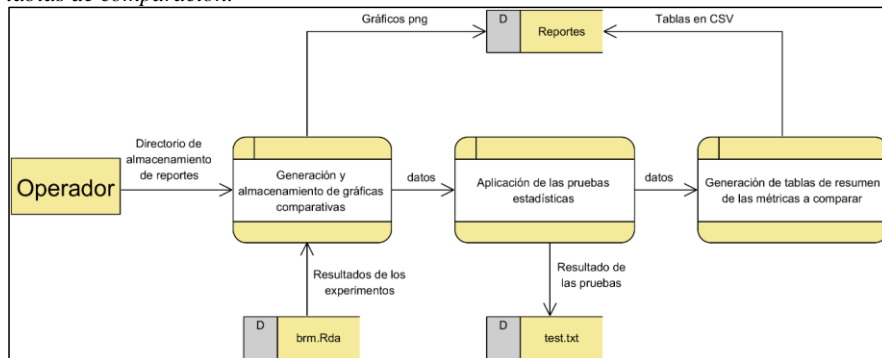 tablas de comparación.
Gráficos png
D
Reportes
Tablas en CSV
Operador
Directorio de
almacenamiento
de reportes
Generación y
almacenamiento de gráficas
comparativas
datos
Aplicación de las pruebas
estadísticas
datos
Generación de tablas de resumen
de las métricas a comparar
Resultados de los
experimentos
Resultado de
las pruebas
D
brm.Rda
D
test.txt